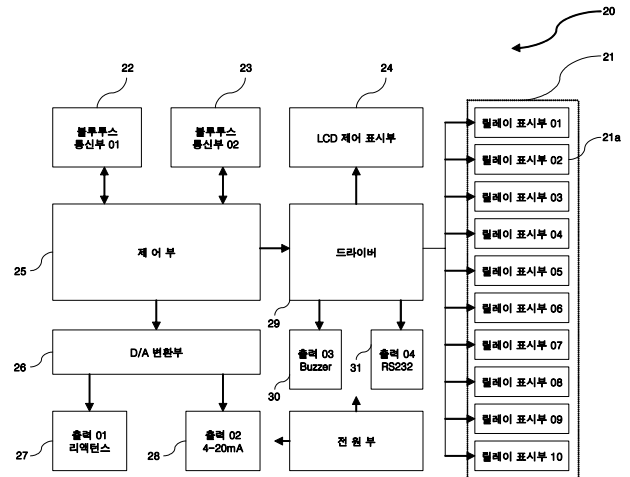 20
22
23
24
21
블루투스
통신부 01
블루투스
통신부 02
LCD 제어 표시부
릴레이 표시부 01
릴레이 표시부 02
21a
릴레이 표시부 03
릴레이 표시부 04
릴레이 표시부 05
릴레이 표시부 06
릴레이 표시부 07
릴레이 표시부 08
릴레이 표시부 09
릴레이 표시부 10
제 어 부
드라이버
25
29
D/A 변환부
26
출력 03
Buzzer
출력 04
RS232
30
31
출력 01
리액턴스
출력 02
4-20mA
전 원 부
27
28